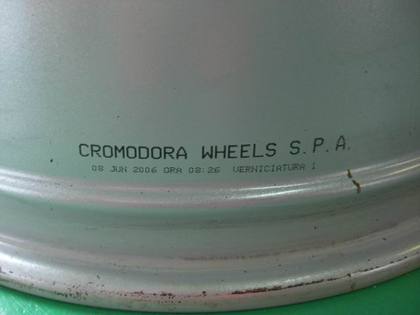 CROMODORA WHEELS S.P.A.
08 JUN 2006 ORA 08:26 VERNICIATURA 1